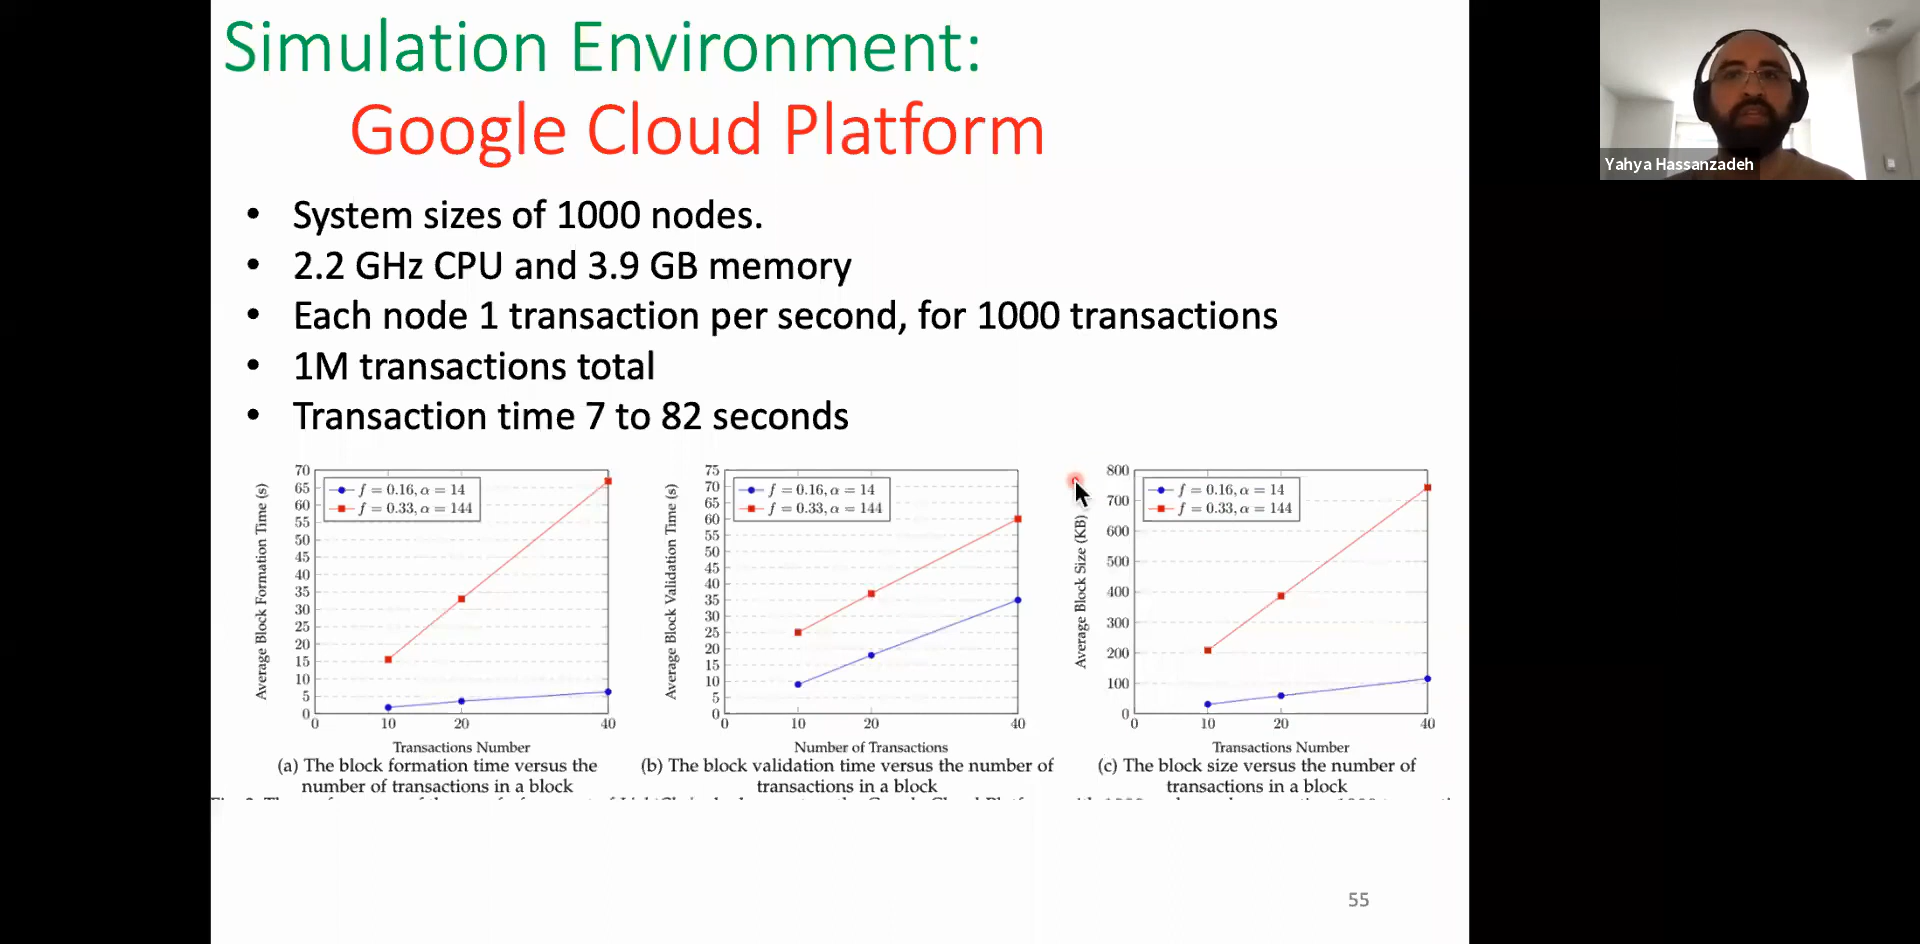 Simulation Environment:
Google Cloud Platform
Yahya Hassanzadeh
• System sizes of 1000 nodes.
• 2.2 GHz CPU and 3.9 GB memory
• Each node 1 transaction per second, for 1000 transactions
• 1M transactions total
• Transaction time 7 to 82 seconds
Average Block Formation Time (s)
70
65
60
55
50
45
40
35
30
25
20
15
10
5
0
f = 0.16, α = 14
f = 0.33, α = 144
0 10 20 40
Transactions Number
(a) The block formation time versus the
number of transactions in a block
Average Block Validation Time (s)
75
70
65
60
55
50
45
40
35
30
25
20
15
10
5
0
f = 0.16, α = 14
f = 0.33, α = 144
0 10 20 40
Number of Transactions
(b) The block validation time versus the number of
transactions in a block
Average Block Size (KB)
800
700
600
500
400
300
200
100
0
f = 0.16, α = 14
f = 0.33, α = 144
0 10 20 40
Transactions Number
(c) The block size versus the number of
transactions in a block
55